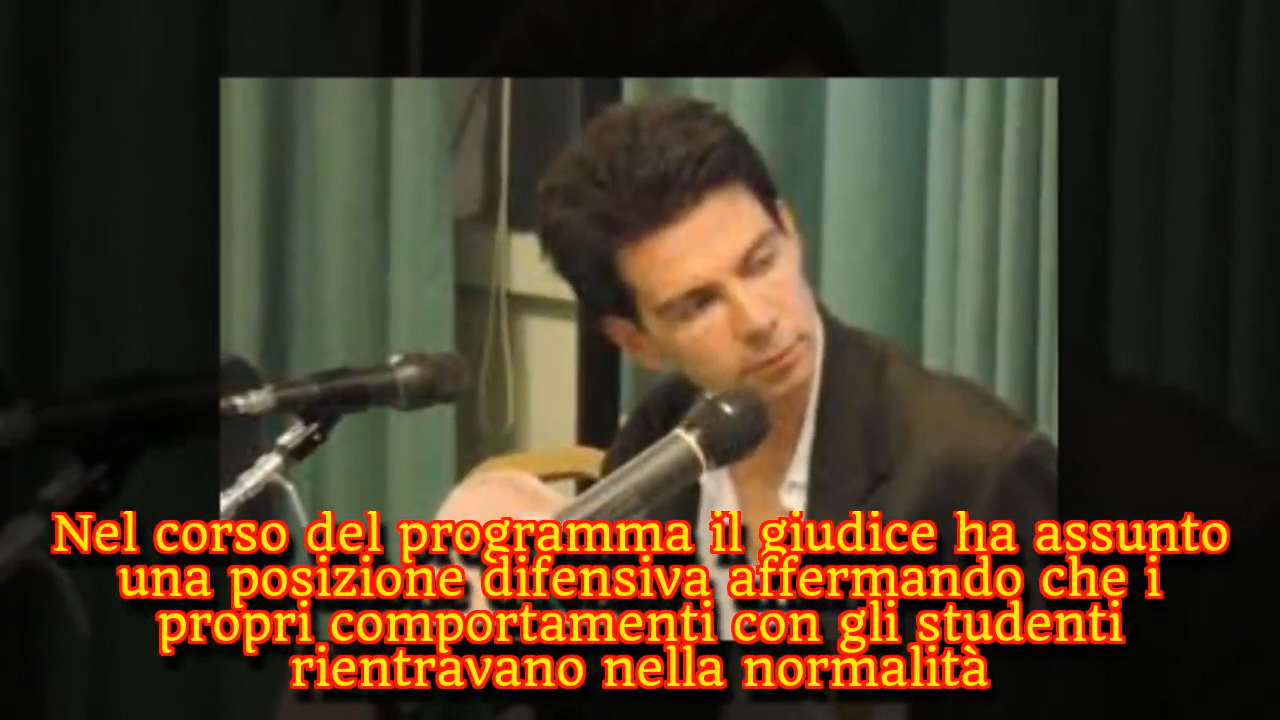 Nel corso del programma il giudice ha assunto
una posizione difensiva affermando che i
propri comportamenti con gli studenti
rientravano nella normalità